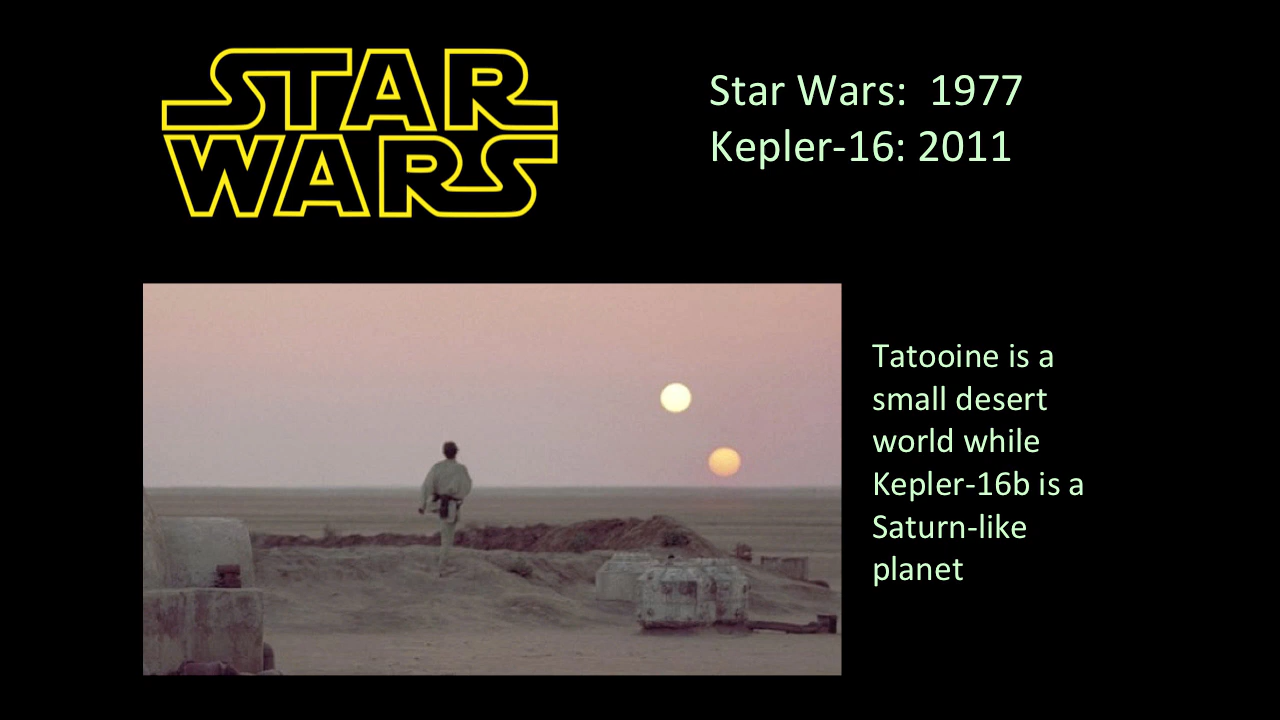 STAR
WARS
Star Wars: 1977
Kepler-16: 2011
Tatooine is a
small desert
world while
Kepler-16b is a
Saturn-like
planet